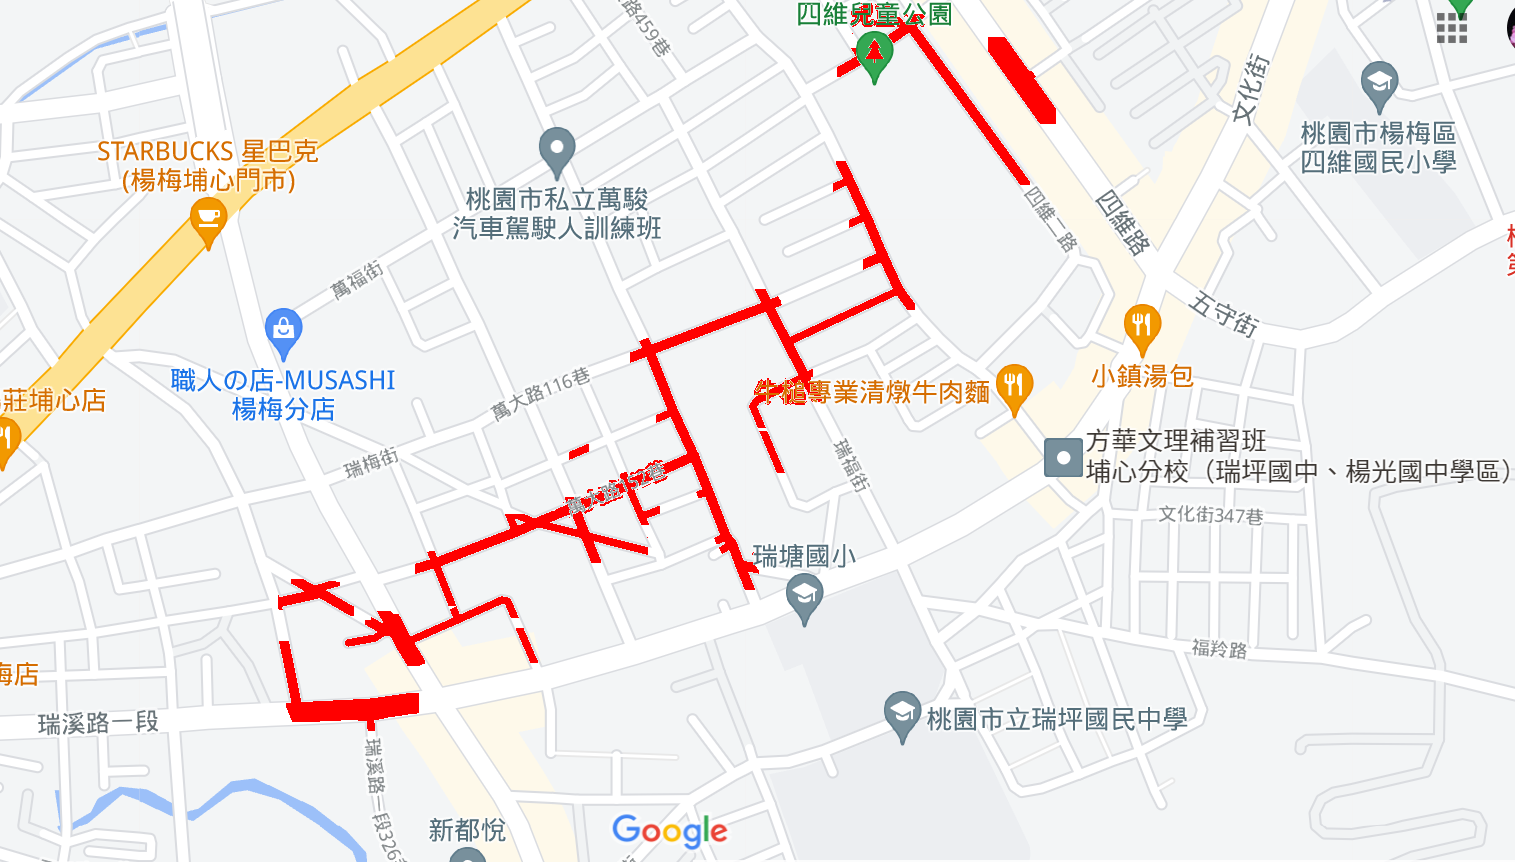 四維兒童公園
路459巷
文化街
桃園市楊梅區
四維國民小學
STARBUCKS 星巴克
(楊梅埔心門市)
桃園市私立萬駿
汽車駕駛人訓練班
四維二路
四維路
萬福街
五守街
職人の店-MUSASHI
楊梅分店
小鎮湯包
莊埔心店
萬大路116巷
牛槌專業清燉牛肉麵
瑞梅街
瑞福街
方華文理補習班
埔心分校（瑞坪國中、楊光國中學區）
萬大路152巷
文化街347巷
瑞塘國小
福羚路
梅店
瑞溪路一段
桃園市立瑞坪國民中學
瑞溪路一段326巷
新都悅
Google